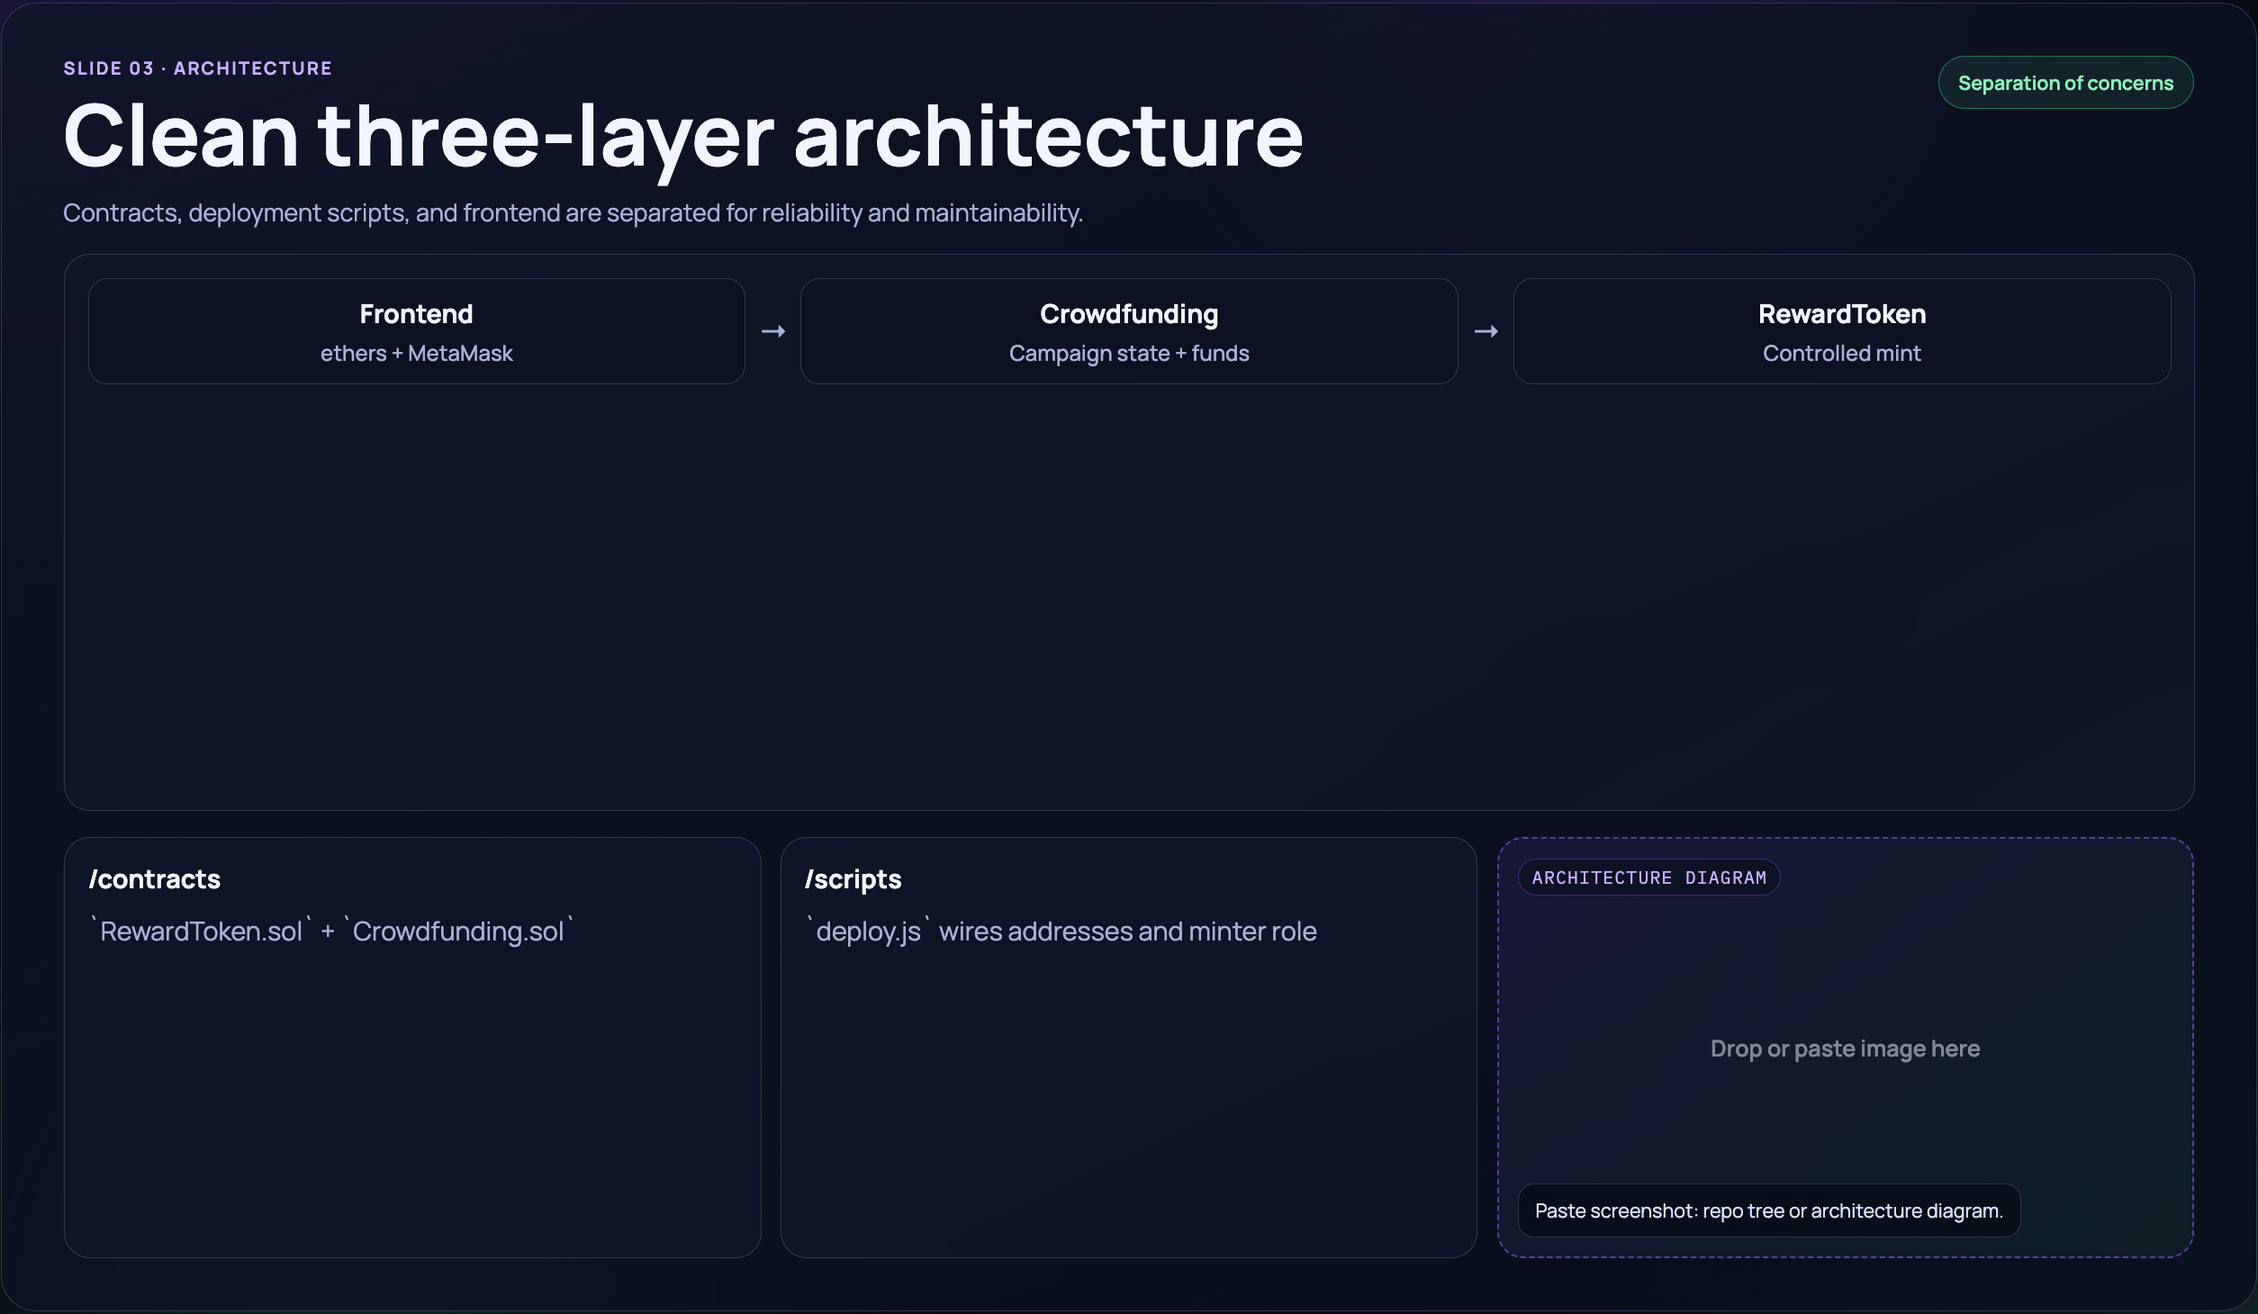 SLIDE 03 · ARCHITECTURE
Separation of concerns
Clean three-layer architecture
Contracts, deployment scripts, and frontend are separated for reliability and maintainability.
Frontend
ethers + MetaMask
→
Crowdfunding
Campaign state + funds
→
RewardToken
Controlled mint
/contracts
`RewardToken.sol` + `Crowdfunding.sol`
/scripts
`deploy.js` wires addresses and minter role
ARCHITECTURE DIAGRAM
Drop or paste image here
Paste screenshot: repo tree or architecture diagram.